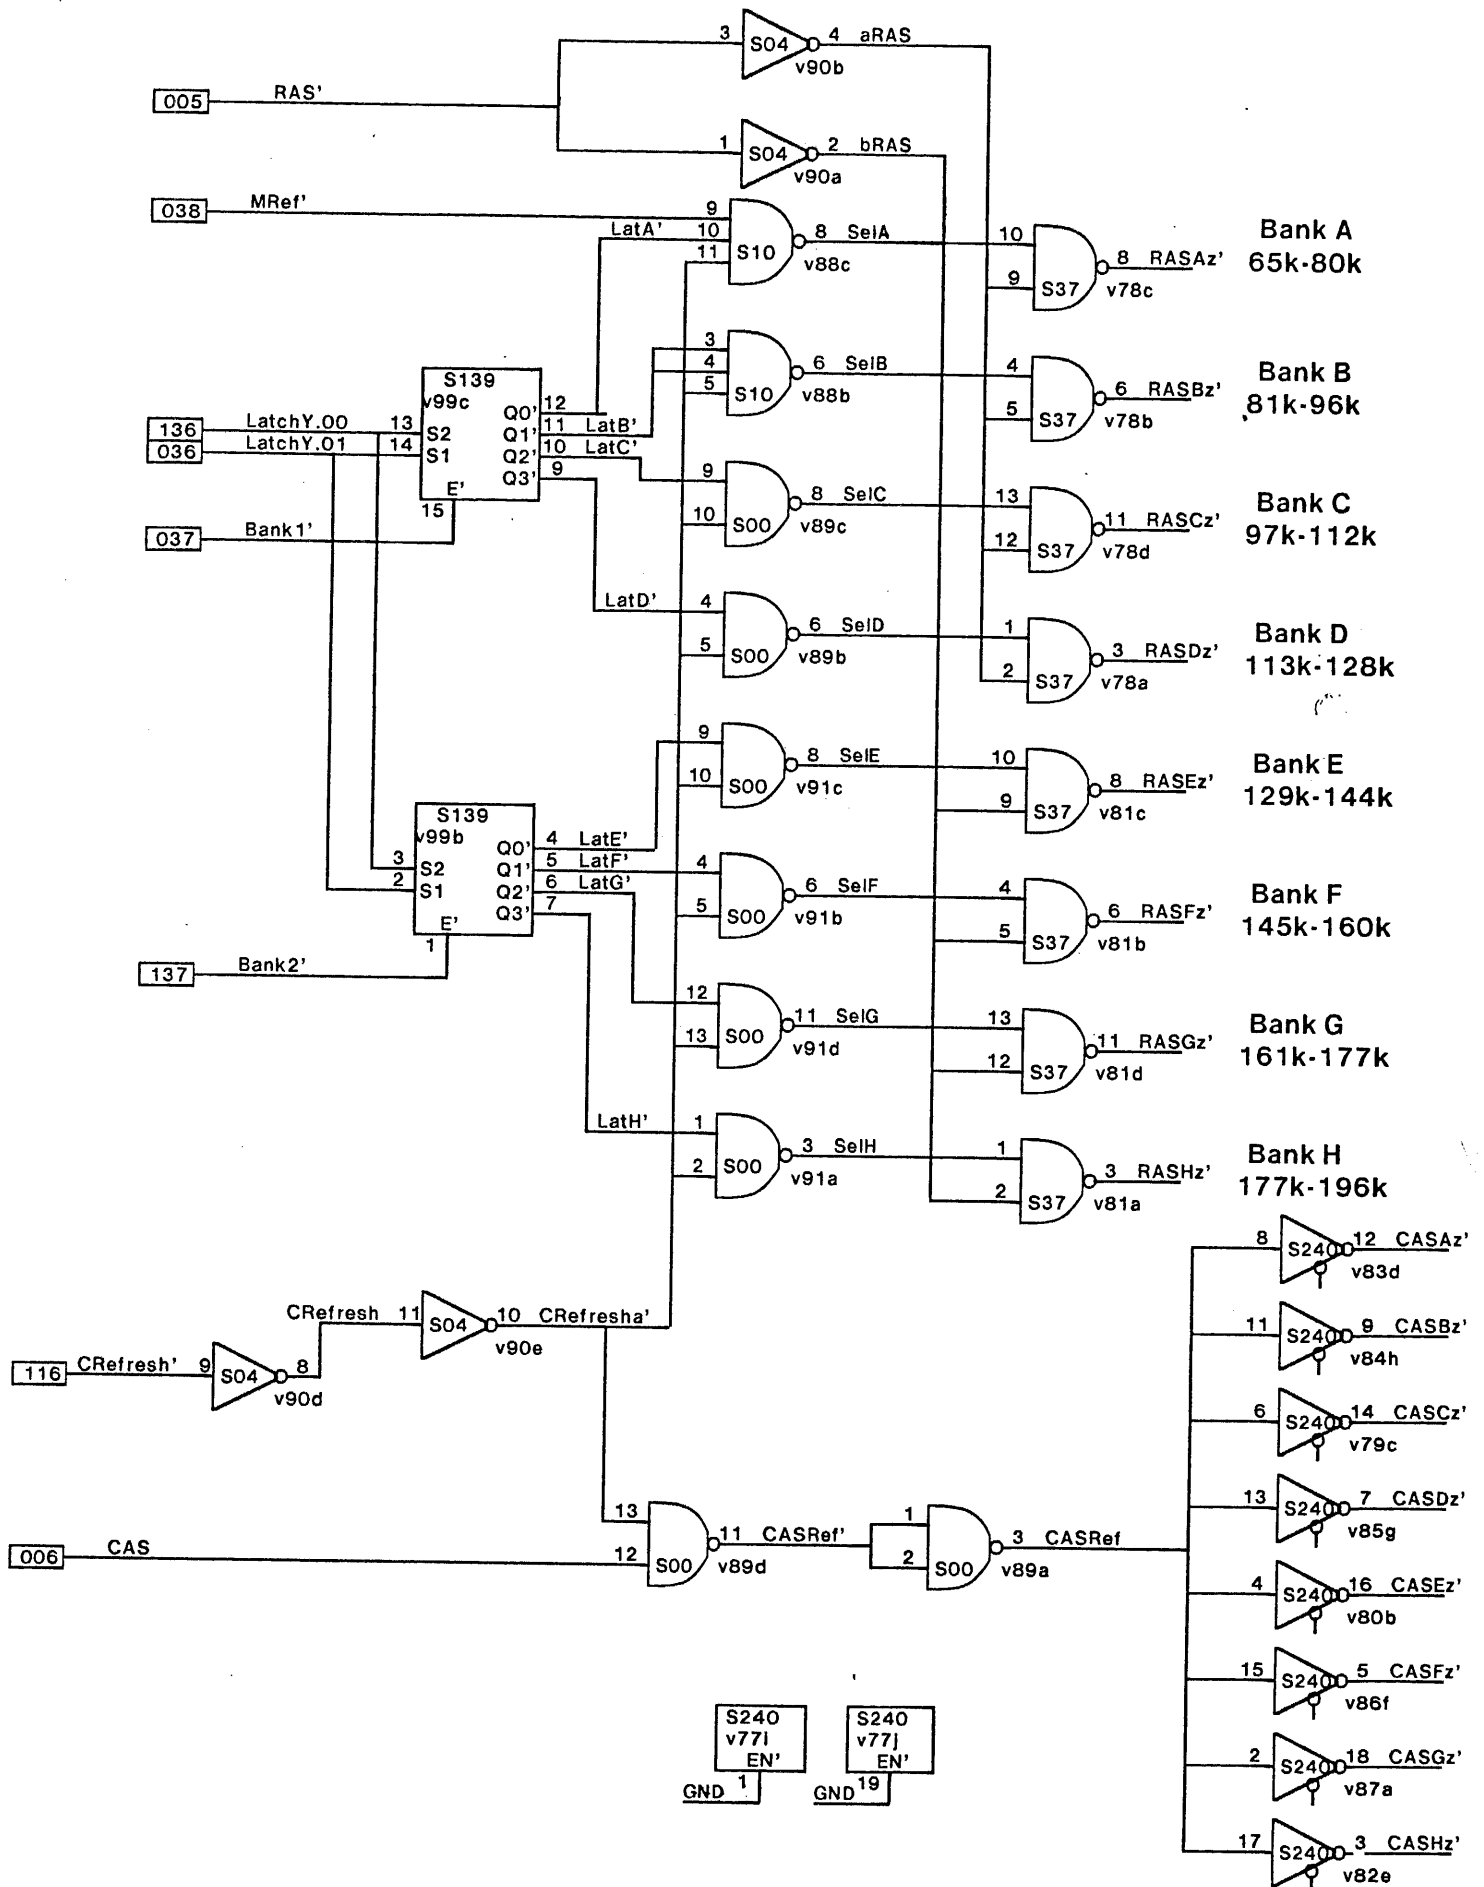 3 S04 4 aRAS
v90b
005 RAS'
1 S04 2 bRAS
v90a
038 MRef'
9
LatA' 10
11 S10 8 SelA
v88c
10
9 S37 8 RASAz'
v78c
Bank A
65k-80k
3
4
5 S10 6 SelB
v88b
4
5 S37 6 RASBz'
v78b
Bank B
81k-96k
S139
v99c
136 LatchY.00 13 S2
036 LatchY.01 14 S1
Q0' 12
Q1' 11 LatB'
Q2' 10 LatC'
Q3' 9
E'
15
037 Bank1'
9
10 S00 8 SelC
v89c
13
12 S37 11 RASCz'
v78d
Bank C
97k-112k
LatD' 4
5 S00 6 SelD
v89b
1
2 S37 3 RASDz'
v78a
Bank D
113k-128k
9
10 S00 8 SelE
v91c
10
9 S37 8 RASEz'
v81c
Bank E
129k-144k
S139
v99b
3 S2
2 S1
Q0' 4 LatE'
Q1' 5 LatF'
Q2' 6 LatG'
Q3' 7
E'
1
137 Bank2'
4
5 S00 6 SelF
v91b
4
5 S37 6 RASFz'
v81b
Bank F
145k-160k
12
13 S00 11 SelG
v91d
13
12 S37 11 RASGz'
v81d
Bank G
161k-177k
LatH' 1
2 S00 3 SelH
v91a
1
2 S37 3 RASHz'
v81a
Bank H
177k-196k
116 CRefresh' 9 S04 8
v90d
CRefresh 11 S04 10 CRefresha'
v90e
006 CAS
13
12 S00 11 CASRef'
v89d
1
2 S00 3 CASRef
v89a
8 S240 12 CASAz'
v83d
11 S240 9 CASBz'
v84h
6 S240 14 CASCz'
v79c
13 S240 7 CASDz'
v85g
4 S240 16 CASEz'
v80b
15 S240 5 CASFz'
v86f
2 S240 18 CASGz'
v87a
17 S240 3 CASHz'
v82e
S240
v77i
EN'
GND 1
S240
v77j
EN'
GND 19